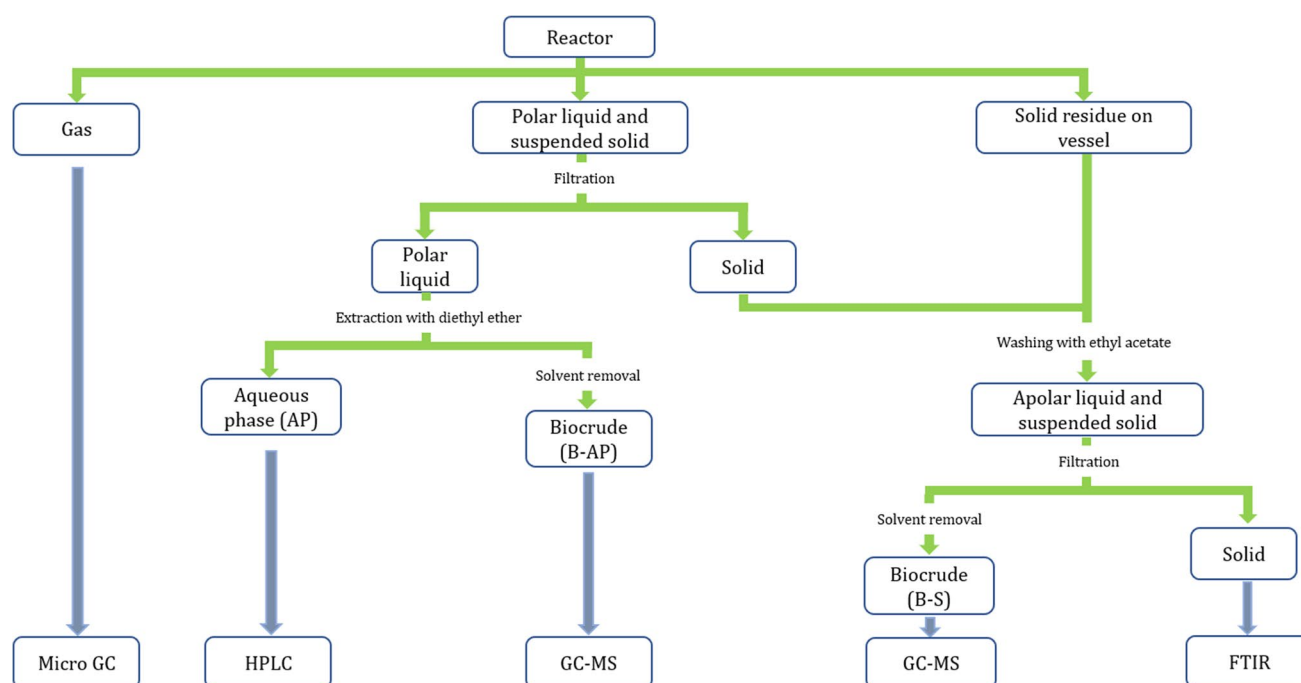 Reactor
Gas
Polar liquid and
suspended solid
Solid residue on
vessel
Filtration
Polar
liquid
Solid
Extraction with diethyl ether
Washing with ethyl acetate
Aqueous
phase (AP)
Solvent removal
Biocrude
(B-AP)
Apolar liquid and
suspended solid
Filtration
Solvent removal
Biocrude
(B-S)
Solid
Micro GC
HPLC
GC-MS
GC-MS
FTIR